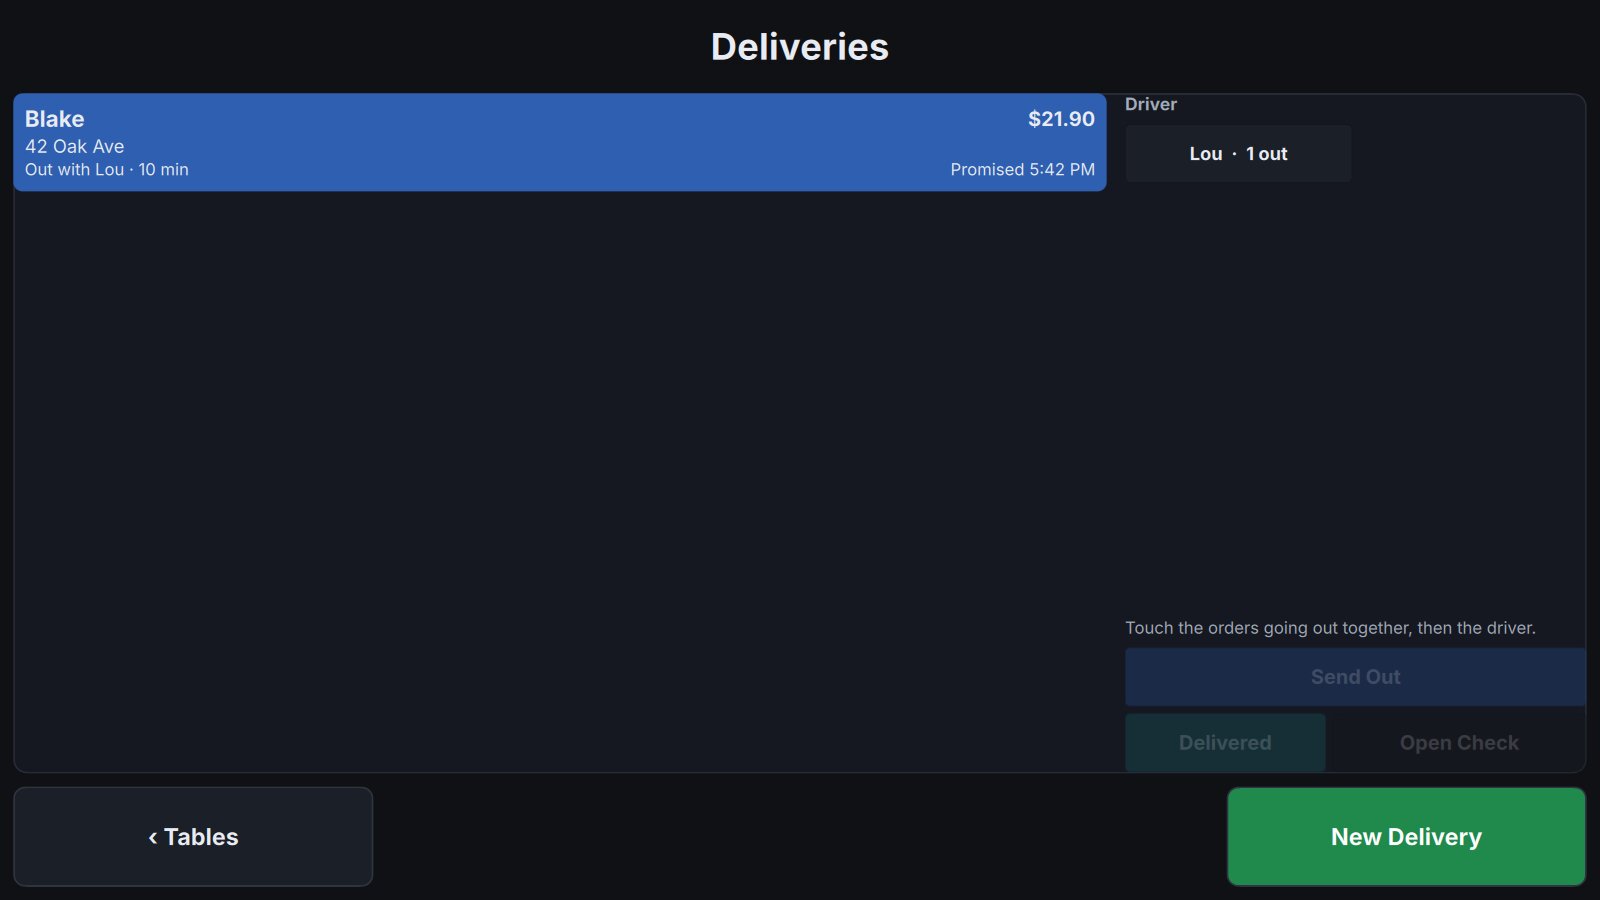 Deliveries
Blake
$21.90
42 Oak Ave
Out with Lou · 10 min
Promised 5:42 PM
Driver
Lou · 1 out
Touch the orders going out together, then the driver.
Send Out
Delivered
Open Check
‹ Tables
New Delivery